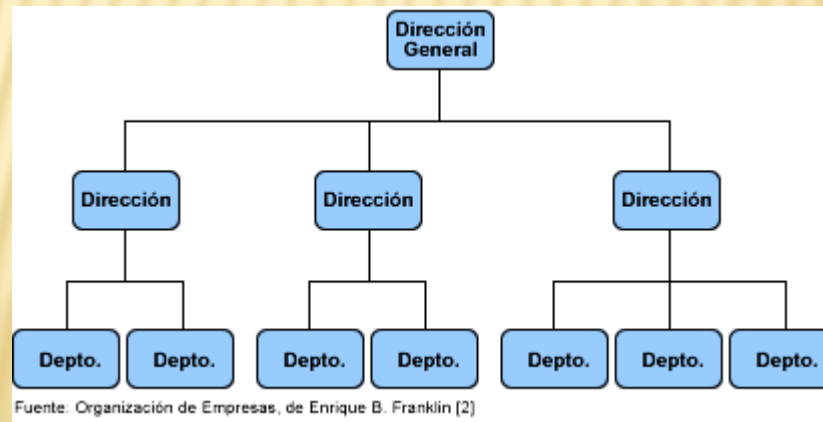 Dirección
General
Dirección
Dirección
Dirección
Depto.
Depto.
Depto.
Depto.
Depto.
Depto.
Depto.
Fuente: Organización de Empresas, de Enrique B. Franklin [2]